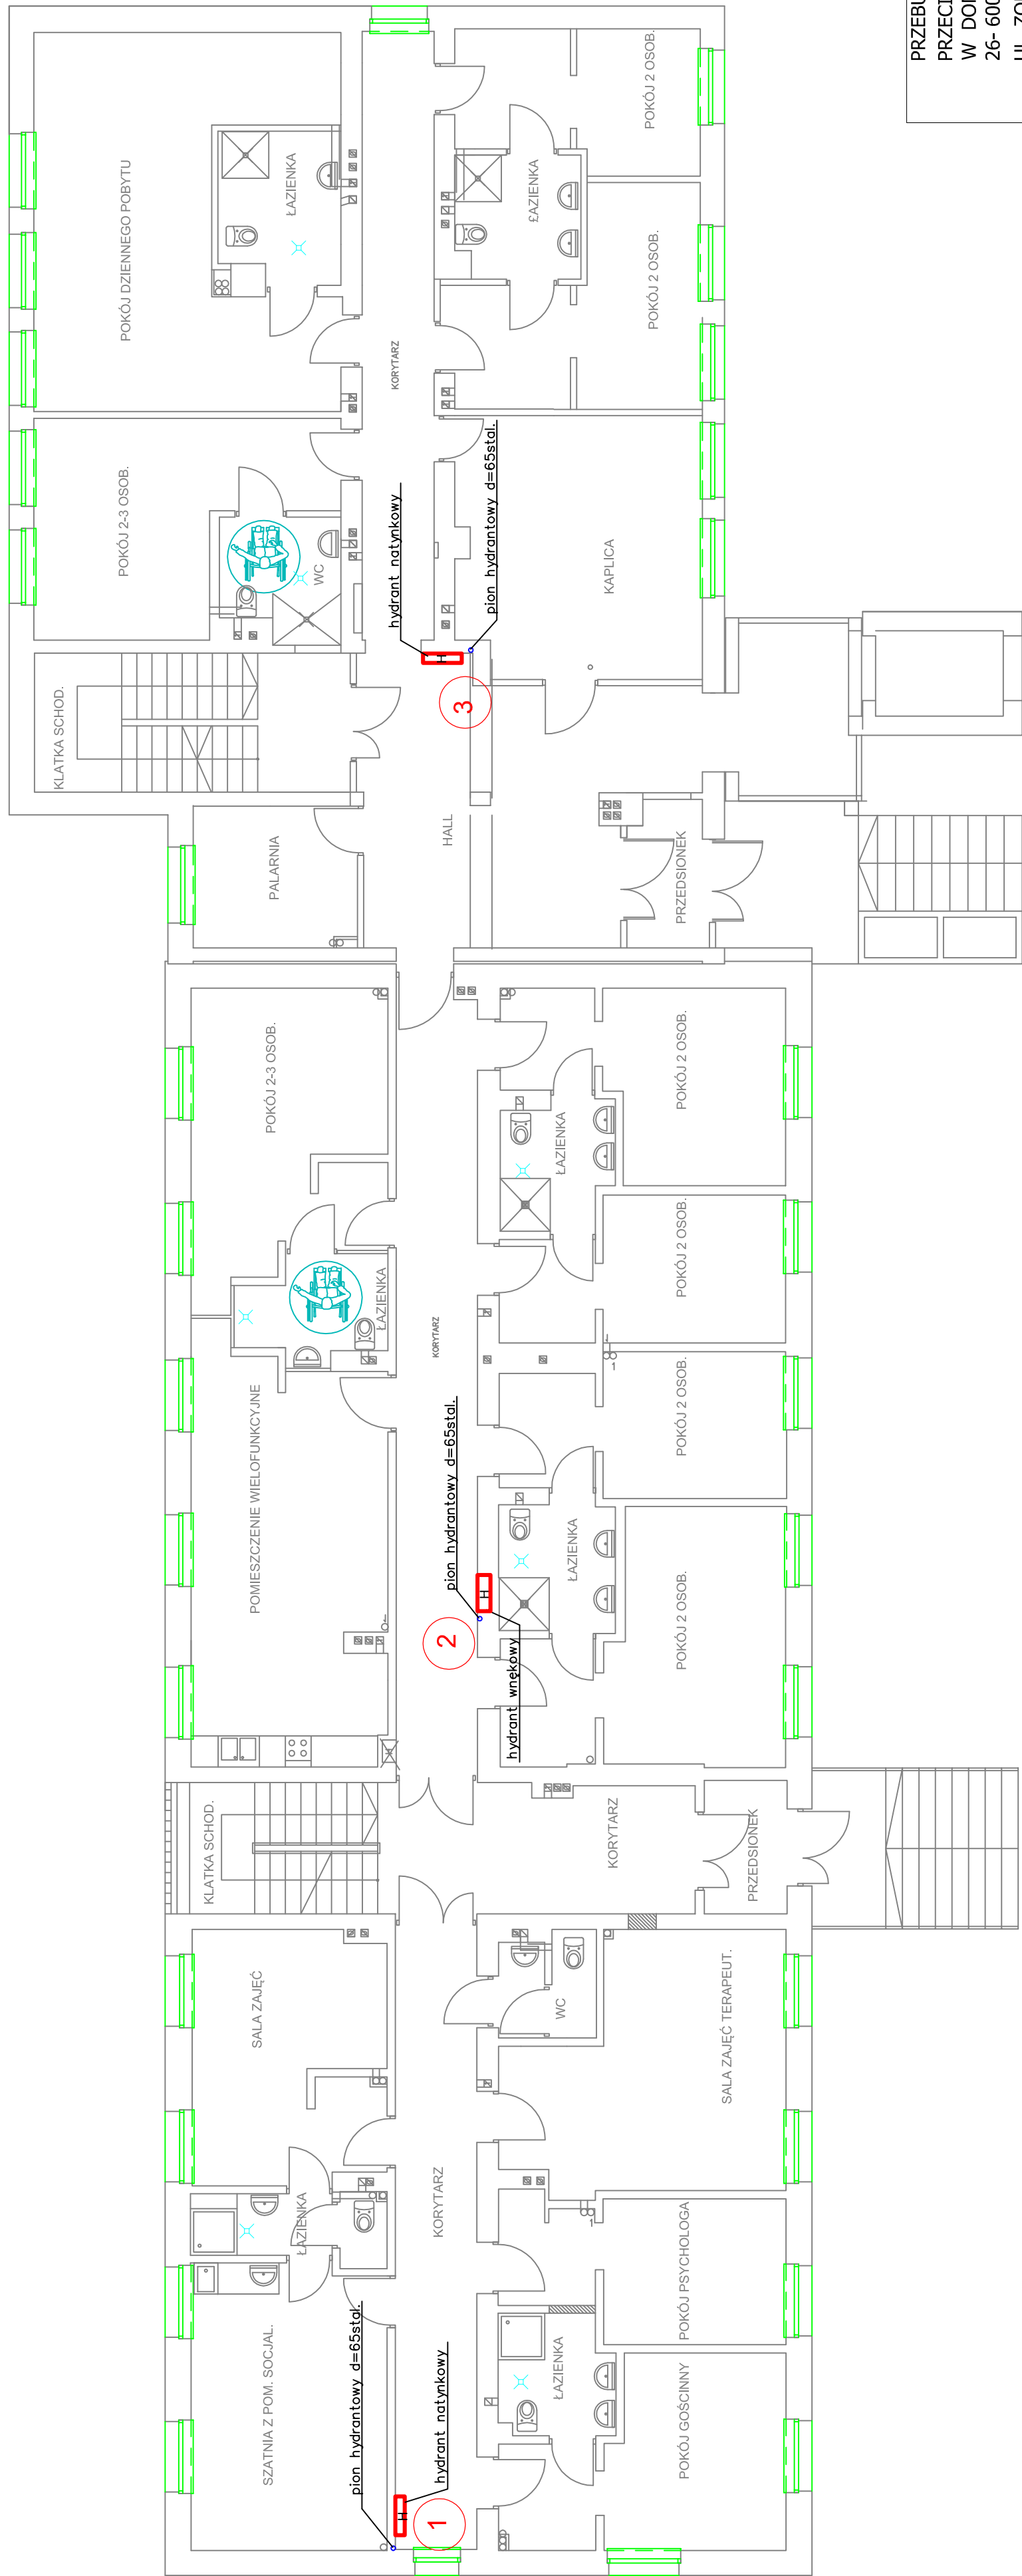 PRZEBU
PRZECI
W DOM
26- 600
POKÓJ DZIENNEGO POBYTU
ŁAZIENKA
POKÓJ 2 OSOB.
£AZIENKA
POKÓJ 2 OSOB.
KORYTARZ
POKÓJ 2-3 OSOB.
WC
hydrant natynkowy
pion hydrantowy d=65stal.
KAPLICA
H
3
KLATKA SCHOD.
PALARNIA
HALL
PRZEDSIONEK
POKÓJ 2-3 OSOB.
ŁAZIENKA
POKÓJ 2 OSOB.
ŁAZIENKA
POKÓJ 2 OSOB.
KORYTARZ
POMIESZCZENIE WIELOFUNKCYJNE
POKÓJ 2 OSOB.
pion hydrantowy d=65stal.
H
2
hydrant wnękowy
ŁAZIENKA
POKÓJ 2 OSOB.
KLATKA SCHOD.
KORYTARZ
PRZEDSIONEK
SALA ZAJĘĆ
WC
SALA ZAJĘĆ TERAPEUT.
ŁAZIENKA
KORYTARZ
POKÓJ PSYCHOLOGA
SZATNIA Z POM. SOCJAL.
pion hydrantowy d=65stal.
hydrant natynkowy
H
1
ŁAZIENKA
POKÓJ GOŚCINNY